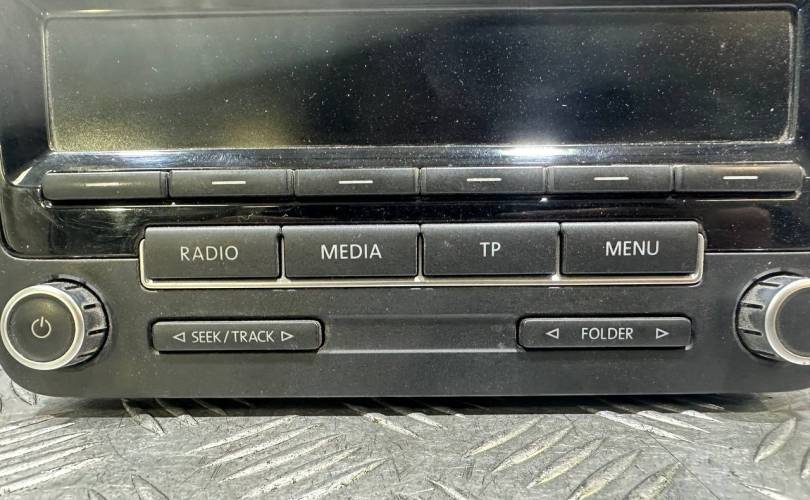 RADIO MEDIA TP MENU
◁ SEEK/TRACK ▷ ◁ FOLDER ▷